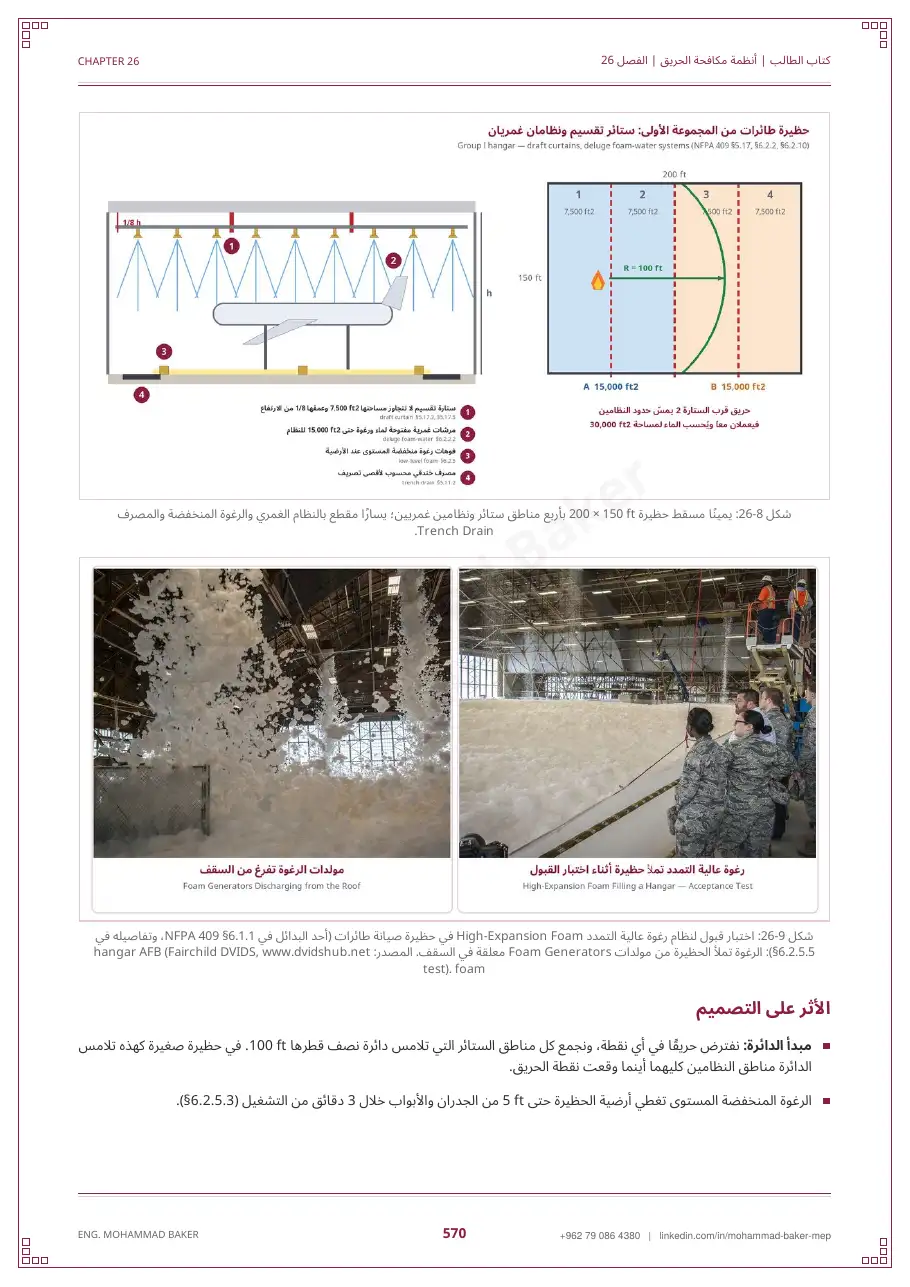 كتاب الطالب | أنظمة مكافحة الحريق | الفصل 26
CHAPTER 26
حظيرة طائرات من المجموعة الأولى: ستائر تقسيم ونظامان غمريان
Group I hangar — draft curtains, deluge foam-water systems (NFPA 409 §5.17, §6.2.2, §6.2.10)
200 ft
1
2
3
4
7,500 ft2
7,500 ft2
7,500 ft2
7,500 ft2
150 ft
R = 100 ft
A 15,000 ft2
B 15,000 ft2
حريق قرب الستارة 2 يمسّ حدود النظامين
فيعملان معاً ويُحسب الماء لمساحة 30,000 ft2
1/8 h
1
2
3
4
h
1 ستارة تقسيم لا تتجاوز مساحتها 7,500 ft2 وعمقها 1/8 من الارتفاع
draft curtain §5.17.3, §5.17.5
2 مرشات غمرية مفتوحة لماء ورغوة حتى 15,000 ft2 للنظام
deluge foam-water §6.2.2.2
3 فوهات رغوة منخفضة المستوى عند الأرضية
low-level foam §6.2.5
4 مصرف خندقي محسوب لأقصى تصريف
trench drain §5.11.3
شكل 26-8: يمينًا مسقط حظيرة 150 ft × 200 بأربع مناطق ستائر ونظامين غمريين؛ يسارًا مقطع بالنظام الغمري والرغوة المنخفضة والمصرف
Trench Drain.
رغوة عالية التمدد تملأ حظيرة أثناء اختبار القبول
High-Expansion Foam Filling a Hangar — Acceptance Test
مولدات الرغوة تفرغ من السقف
Foam Generators Discharging from the Roof
شكل 26-9: اختبار قبول لنظام رغوة عالية التمدد High-Expansion Foam في حظيرة صيانة طائرات (أحد البدائل في NFPA 409 §6.1.1، وتفاصيله في
§6.2.5.5): الرغوة تملأ الحظيرة من مولدات Foam Generators معلقة في السقف. المصدر: hangar AFB (Fairchild DVIDS, www.dvidshub.net
test). foam
الأثر على التصميم
مبدأ الدائرة: نفترض حريقًا في أي نقطة، ونجمع كل مناطق الستائر التي تلامس دائرة نصف قطرها 100 ft. في حظيرة صغيرة كهذه تلامس
الدائرة مناطق النظامين كليهما أينما وقعت نقطة الحريق.
الرغوة المنخفضة المستوى تغطي أرضية الحظيرة حتى 5 ft من الجدران والأبواب خلال 3 دقائق من التشغيل (§6.2.5.3).
ENG. MOHAMMAD BAKER
570
+962 79 086 4380 | linkedin.com/in/mohammad-baker-mep